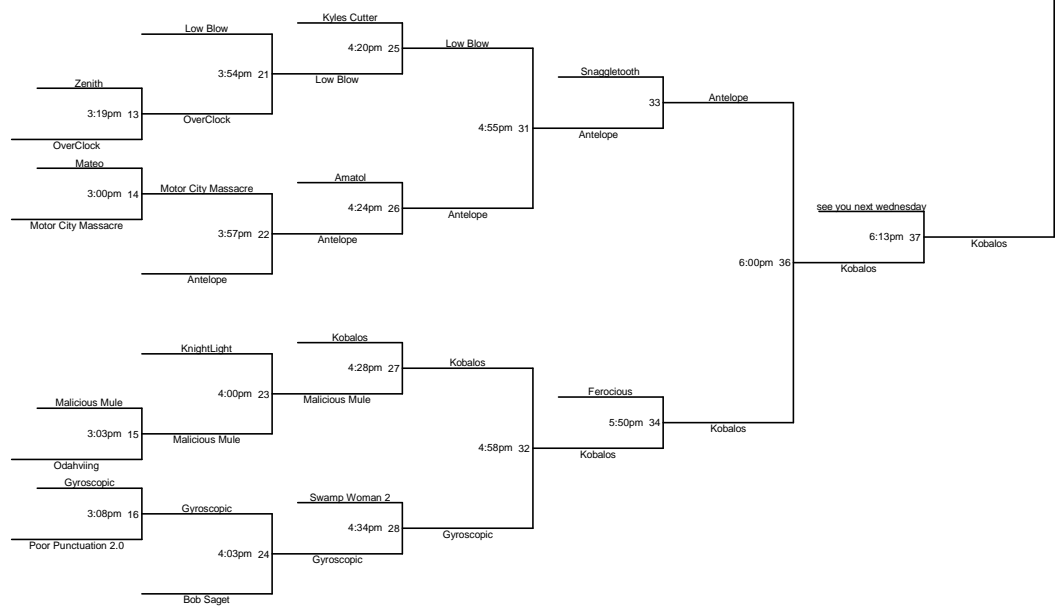 Kyles Cutter
Low Blow
4:20pm 25
Low Blow
3:54pm 21
Low Blow
Snaggletooth
Zenith
Antelope
33
3:19pm 13
OverClock
4:55pm 31
Antelope
OverClock
Mateo
Amatol
3:00pm 14
Motor City Massacre
4:24pm 26
see you next wednesday
Antelope
Motor City Massacre
3:57pm 22
Antelope
6:13pm 37
Kobalos
6:00pm 36
Kobalos
Antelope
Kobalos
KnightLight
4:28pm 27
Kobalos
Ferocious
4:00pm 23
Malicious Mule
Malicious Mule
5:50pm 34
Kobalos
3:03pm 15
Malicious Mule
4:58pm 32
Kobalos
Odahviing
Gyroscopic
Swamp Woman 2
3:08pm 16
Gyroscopic
4:34pm 28
Gyroscopic
Poor Punctuation 2.0
4:03pm 24
Gyroscopic
Bob Saget